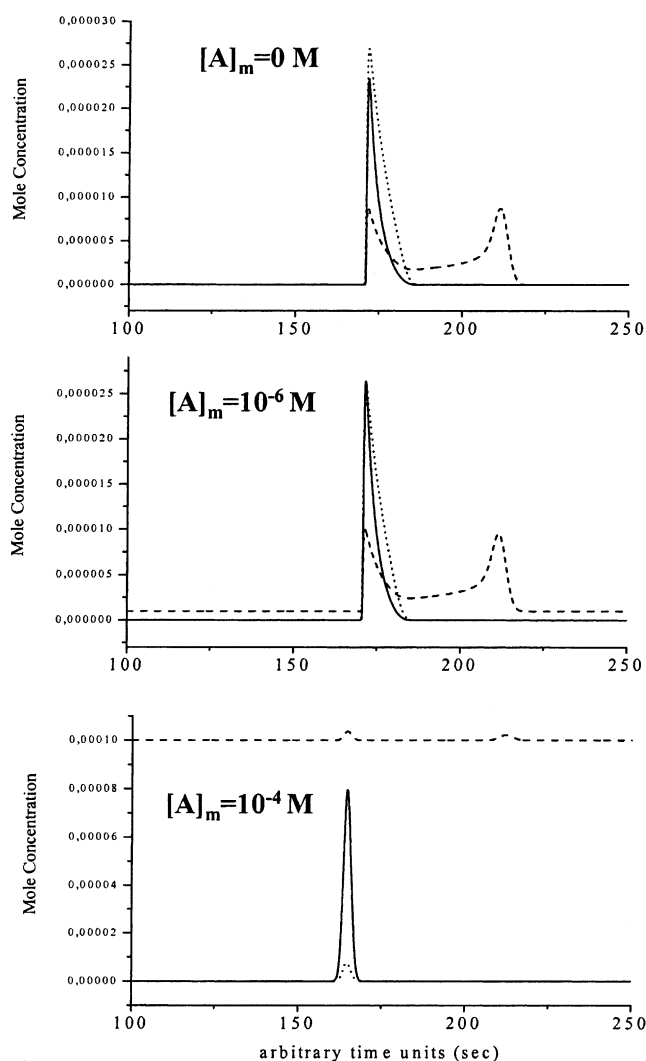 0,000030
[A]m=0 M
0,000025
0,000020
0,000015
0,000010
0,000005
0,000000
Mole Concentration
100 150 200 250
[A]m=10-6 M
0,000025
0,000020
0,000015
0,000010
0,000005
0,000000
Mole Concentration
100 150 200 250
0,00010
[A]m=10-4 M
0,00008
0,00006
0,00004
0,00002
0,00000
Mole Concentration
100 150 200 250
arbitrary time units (sec)